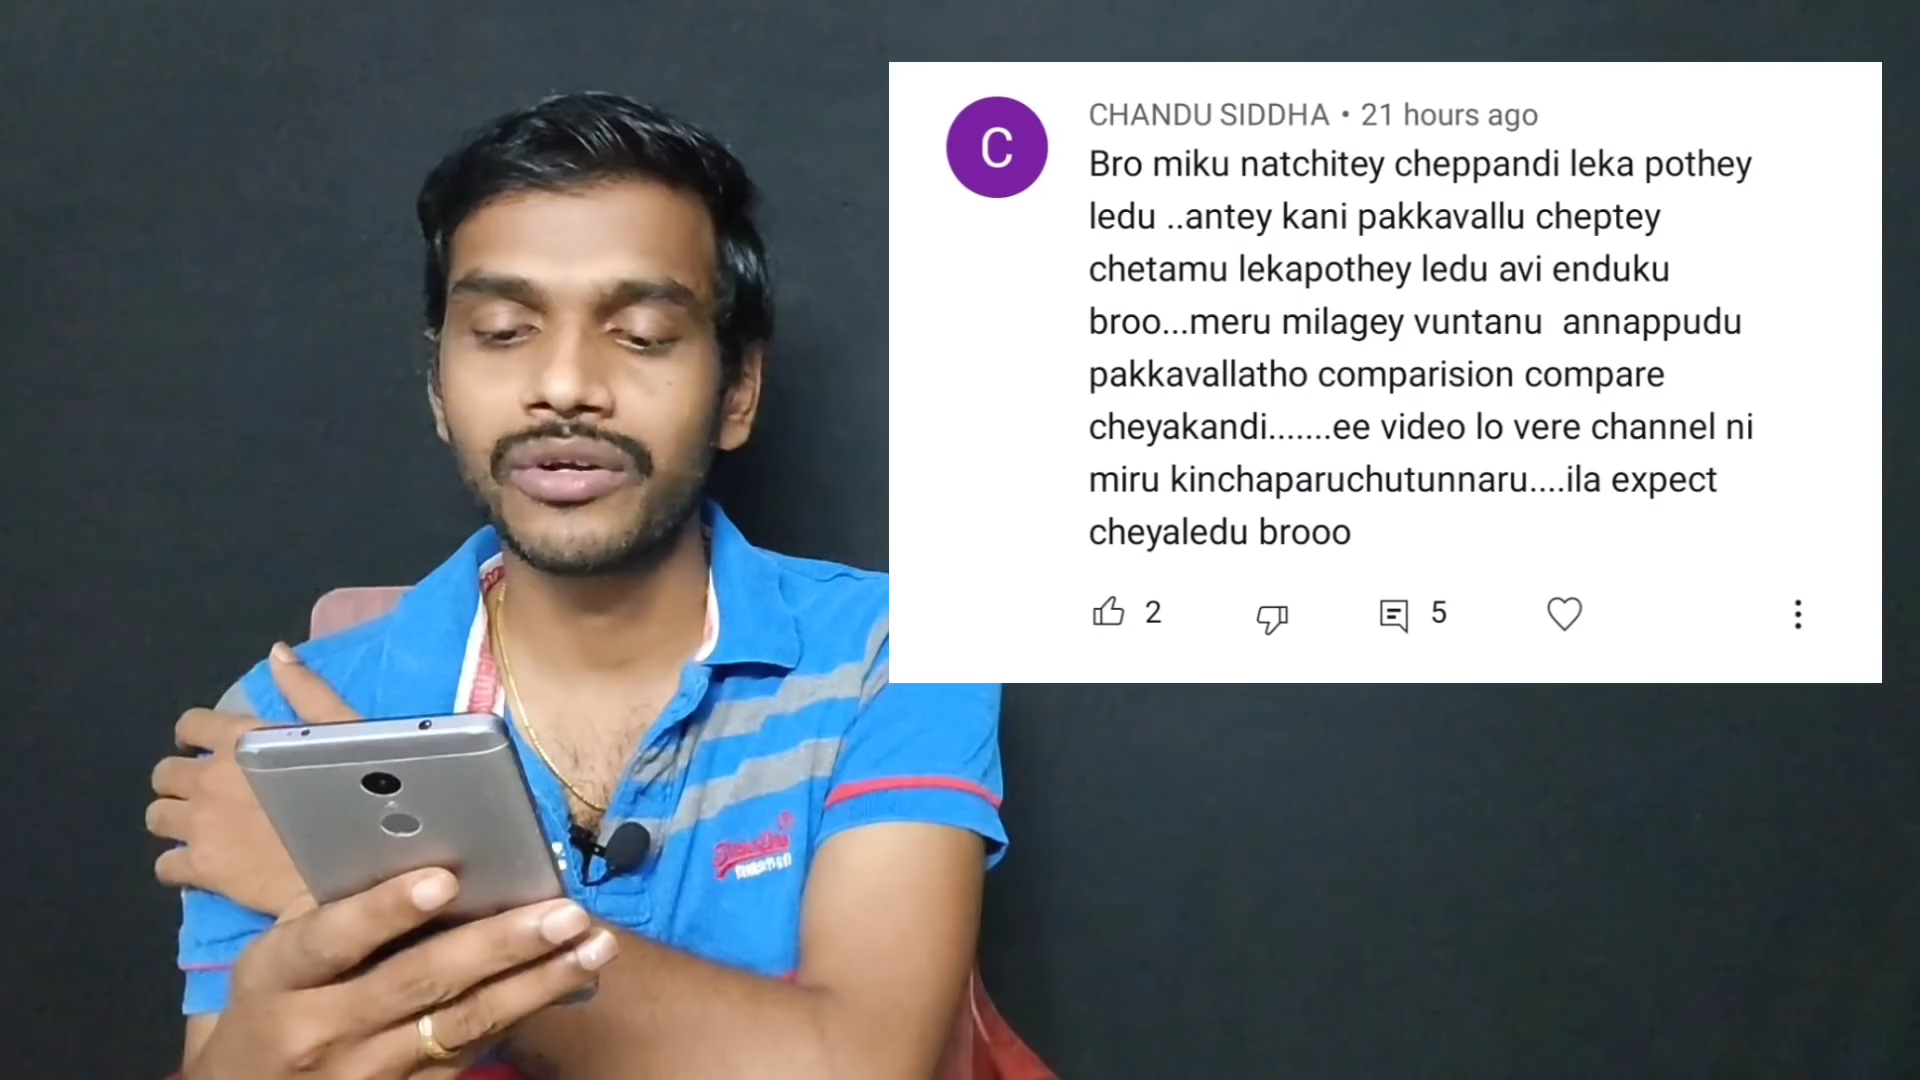 C
CHANDU SIDDHA • 21 hours ago
Bro miku natchitey cheppandi leka pothey
ledu ..antey kani pakkavallu cheptey
chetamu lekapothey ledu avi enduku
broo...meru milagey vuntanu  annappudu
pakkavallatho comparision compare
cheyakandi.......ee video lo vere channel ni
miru kinchaparuchutunnaru....ila expect
cheyaledu brooo
2
5